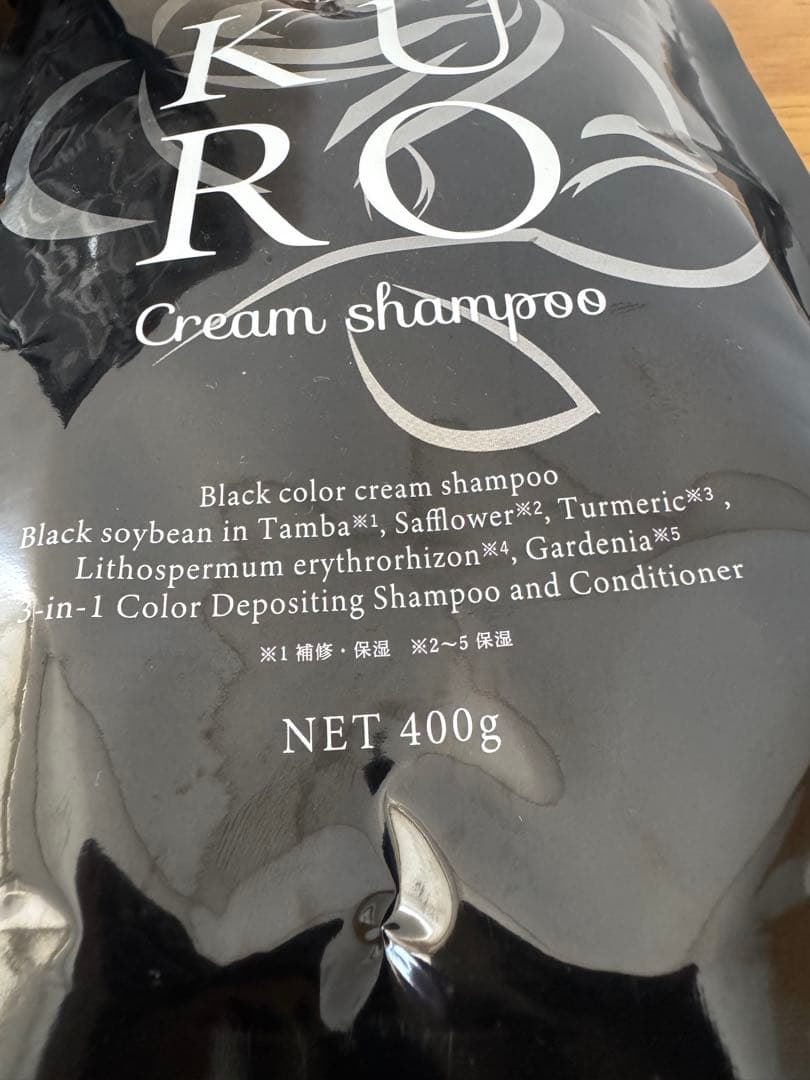 KU
RO
Cream shampoo
Black color cream shampoo
Black soybean in Tamba※1, Safflower※2, Turmeric※3 ,
Lithospermum erythrorhizon※4, Gardenia※5
3-in-1 Color Depositing Shampoo and Conditioner
※1 補修・保湿 ※2～5 保湿
NET 400g